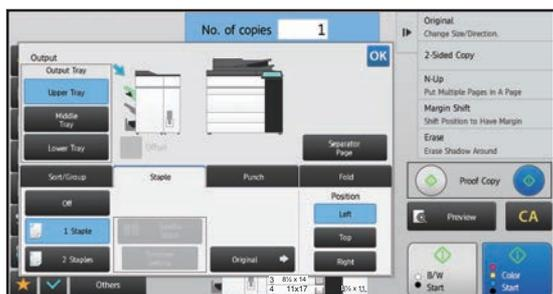 No. of copies 1
Output
OK
Output Tray
Upper Tray
Middle
Tray
Lower Tray
Offset
Separator
Page
Sort/Group
Staple
Punch
Fold
Off
1 Staple
2 Staples
Original
Position
Left
Top
Right
Others
3 8½ x 14
4 11x17
Original
Change Size/Direction.
2-Sided Copy
N-Up
Put Multiple Pages in A Page
Margin Shift
Shift Position to Have Margin
Erase
Erase Shadow Around
Proof Copy
Preview
CA
B/W
Start
Color
Start